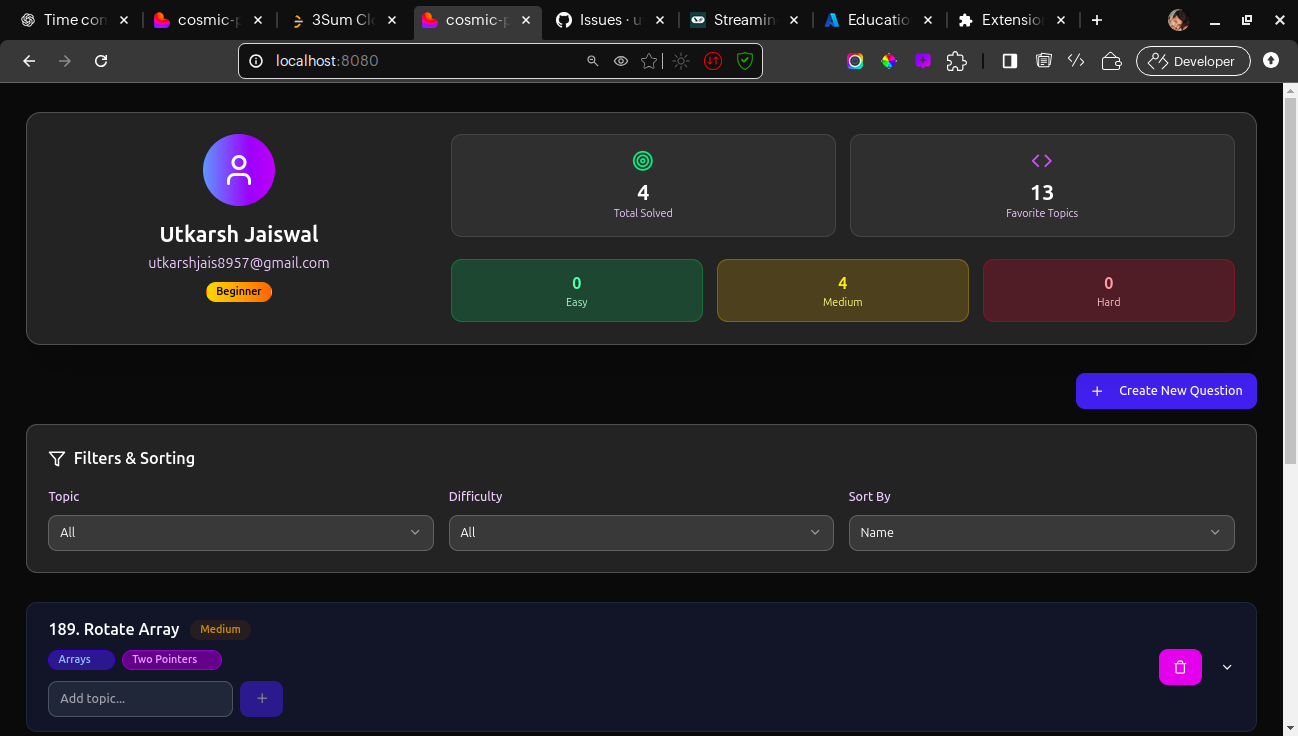 Time con
cosmic-p
3Sum Cl
cosmic-p
Issues · u
Streamin
Educatio
Extension
localhost:8080
Developer
Utkarsh Jaiswal
utkarshjais8957@gmail.com
Beginner
4
Total Solved
13
Favorite Topics
0
Easy
4
Medium
0
Hard
+ Create New Question
Filters & Sorting
Topic
Difficulty
Sort By
All
All
Name
189. Rotate Array
Medium
Arrays
Two Pointers
Add topic...
+